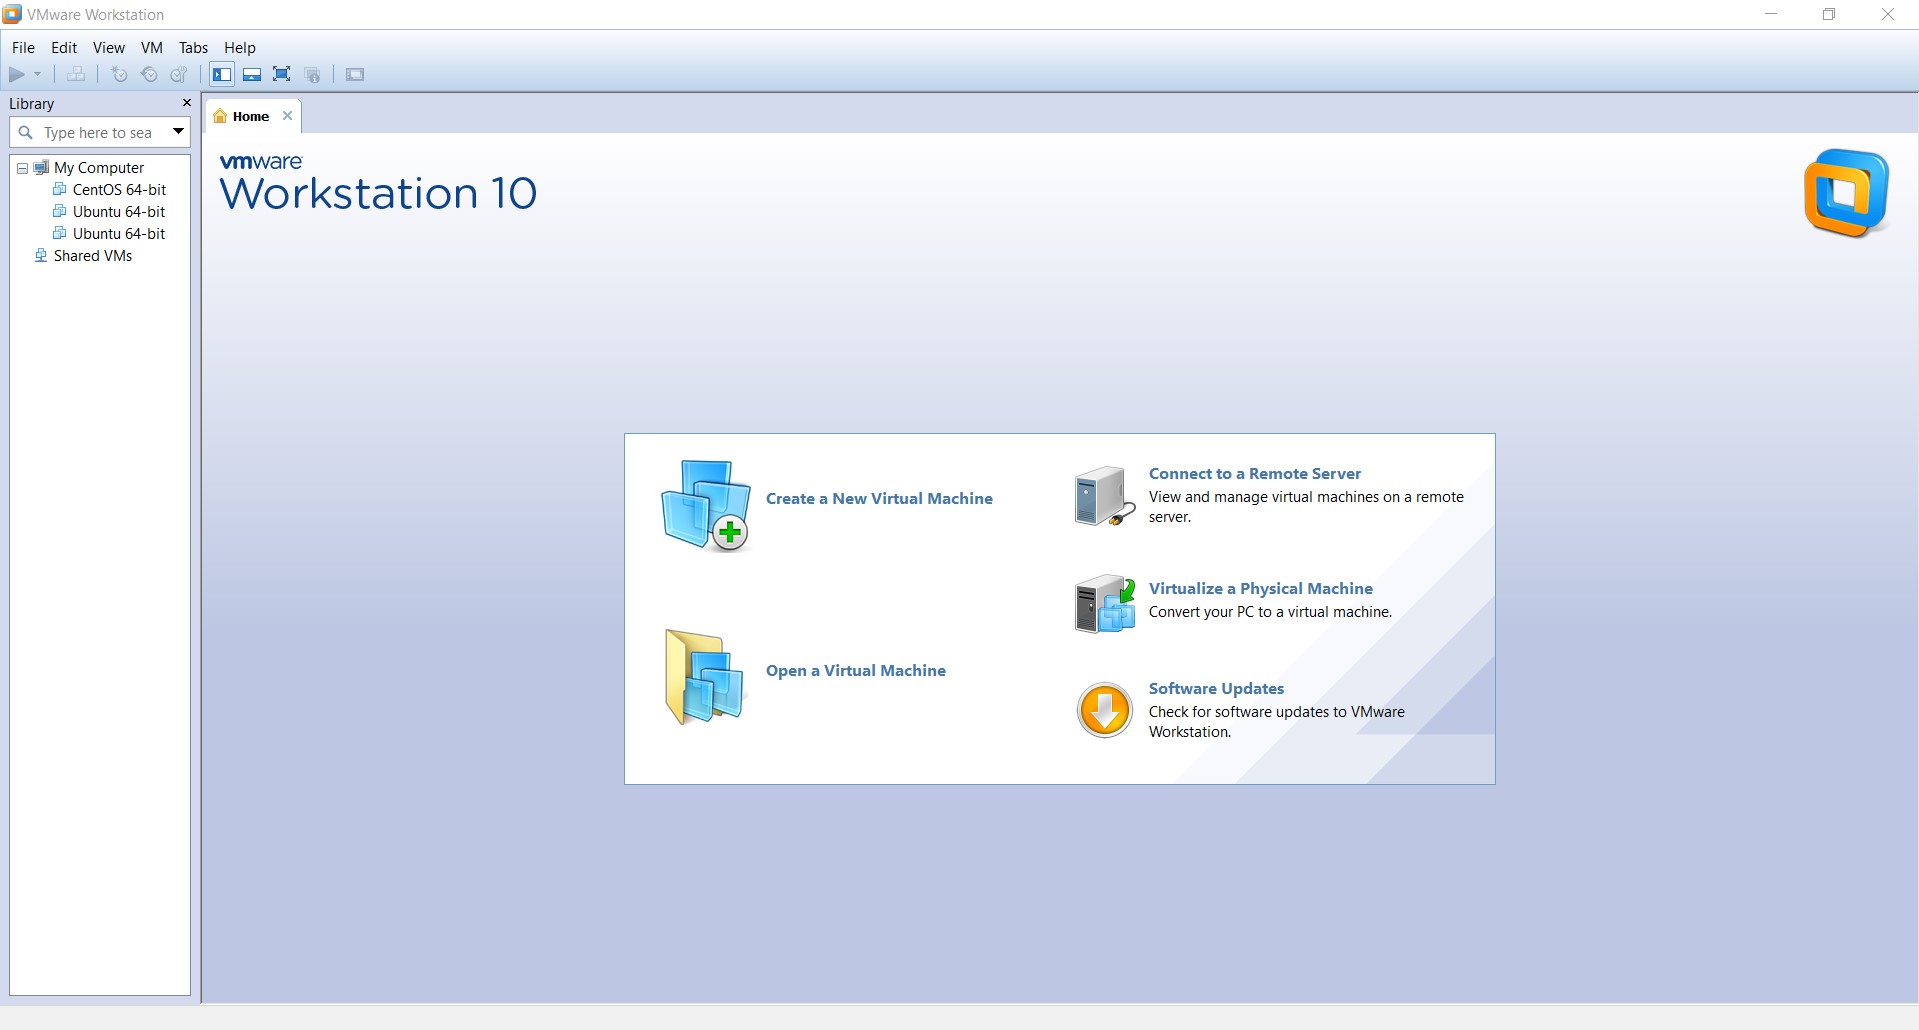 VMware Workstation
File Edit View VM Tabs Help
Library
Type here to sea
My Computer
CentOS 64-bit
Ubuntu 64-bit
Ubuntu 64-bit
Shared VMs
Home
vmware
Workstation 10
Create a New Virtual Machine
Open a Virtual Machine
Connect to a Remote Server
View and manage virtual machines on a remote
server.
Virtualize a Physical Machine
Convert your PC to a virtual machine.
Software Updates
Check for software updates to VMware
Workstation.